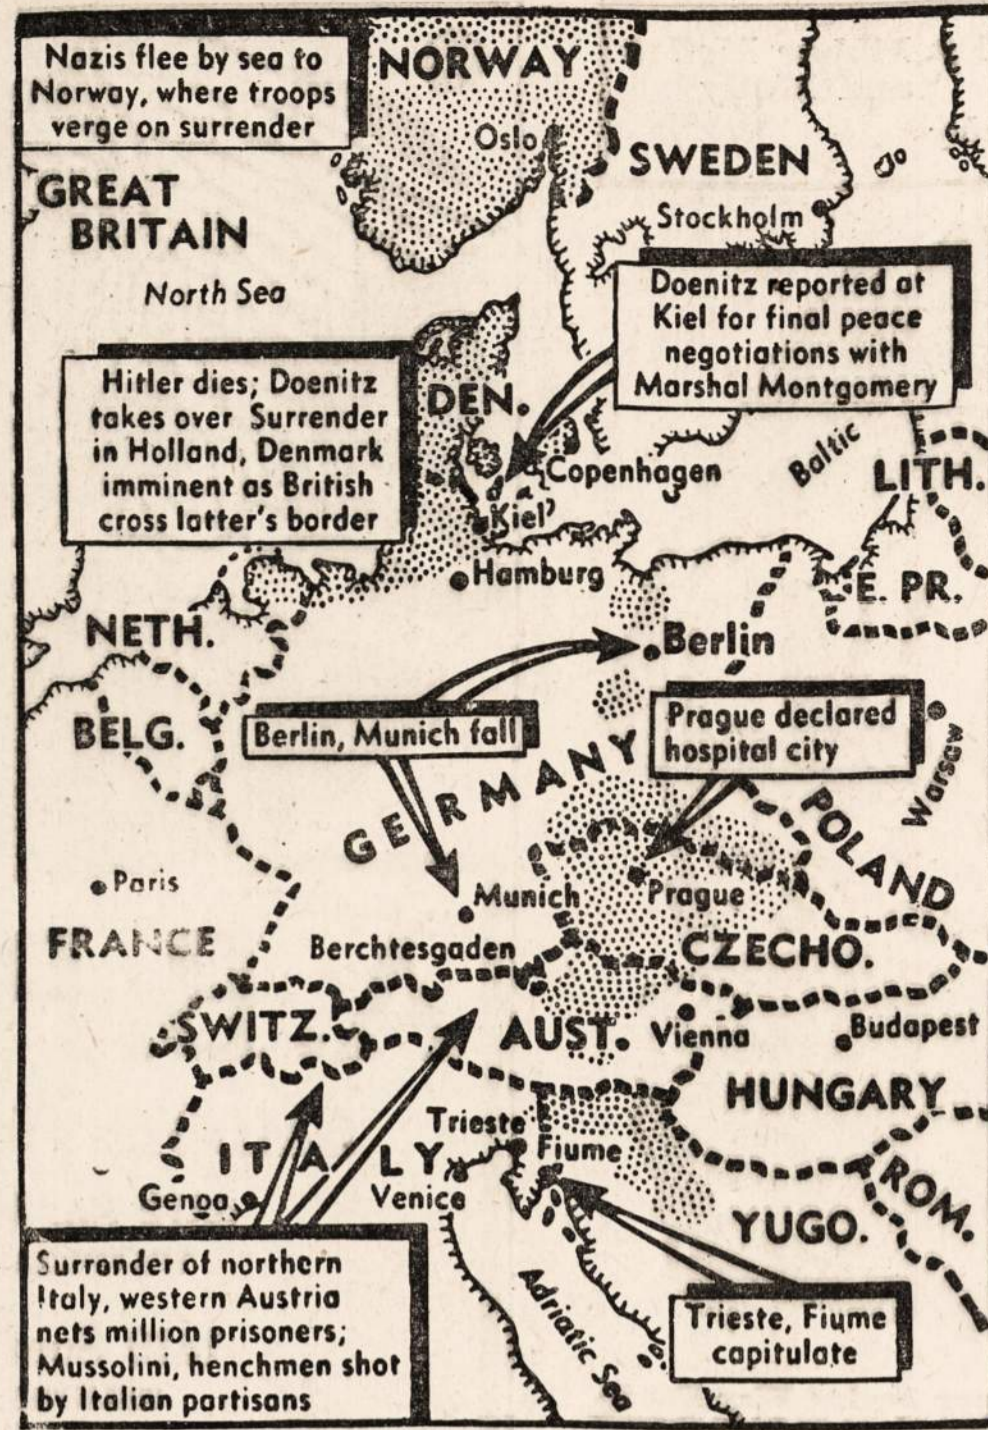 Nazis flee by sea to
Norway, where troops
verge on surrender
NORWAY
Oslo
SWEDEN
Stockholm
GREAT
BRITAIN
North Sea
Doenitz reported at
Kiel for final peace
negotiations with
Marshal Montgomery
Hitler dies; Doenitz
takes over Surrender
in Holland, Denmark
imminent as British
cross latter's border
DEN.
Copenhagen
Baltic
LITH.
Kiel
Hamburg
E. PR.
NETH.
Berlin
BELG.
Berlin, Munich fall
Prague declared
hospital city
Warsaw
GERMANY
POLAND
Paris
Munich
Prague
FRANCE
Berchtesgaden
CZECHO.
SWITZ.
AUST.
Vienna
Budapest
HUNGARY
Trieste
Fiume
ITALY
Genoa
Venice
ROM.
YUGO.
Surronder of northern
Italy, western Austria
nets million prisoners;
Mussolini, henchmen shot
by Italian partisans
Adriatic Sea
Trieste, Fiume
capitulate